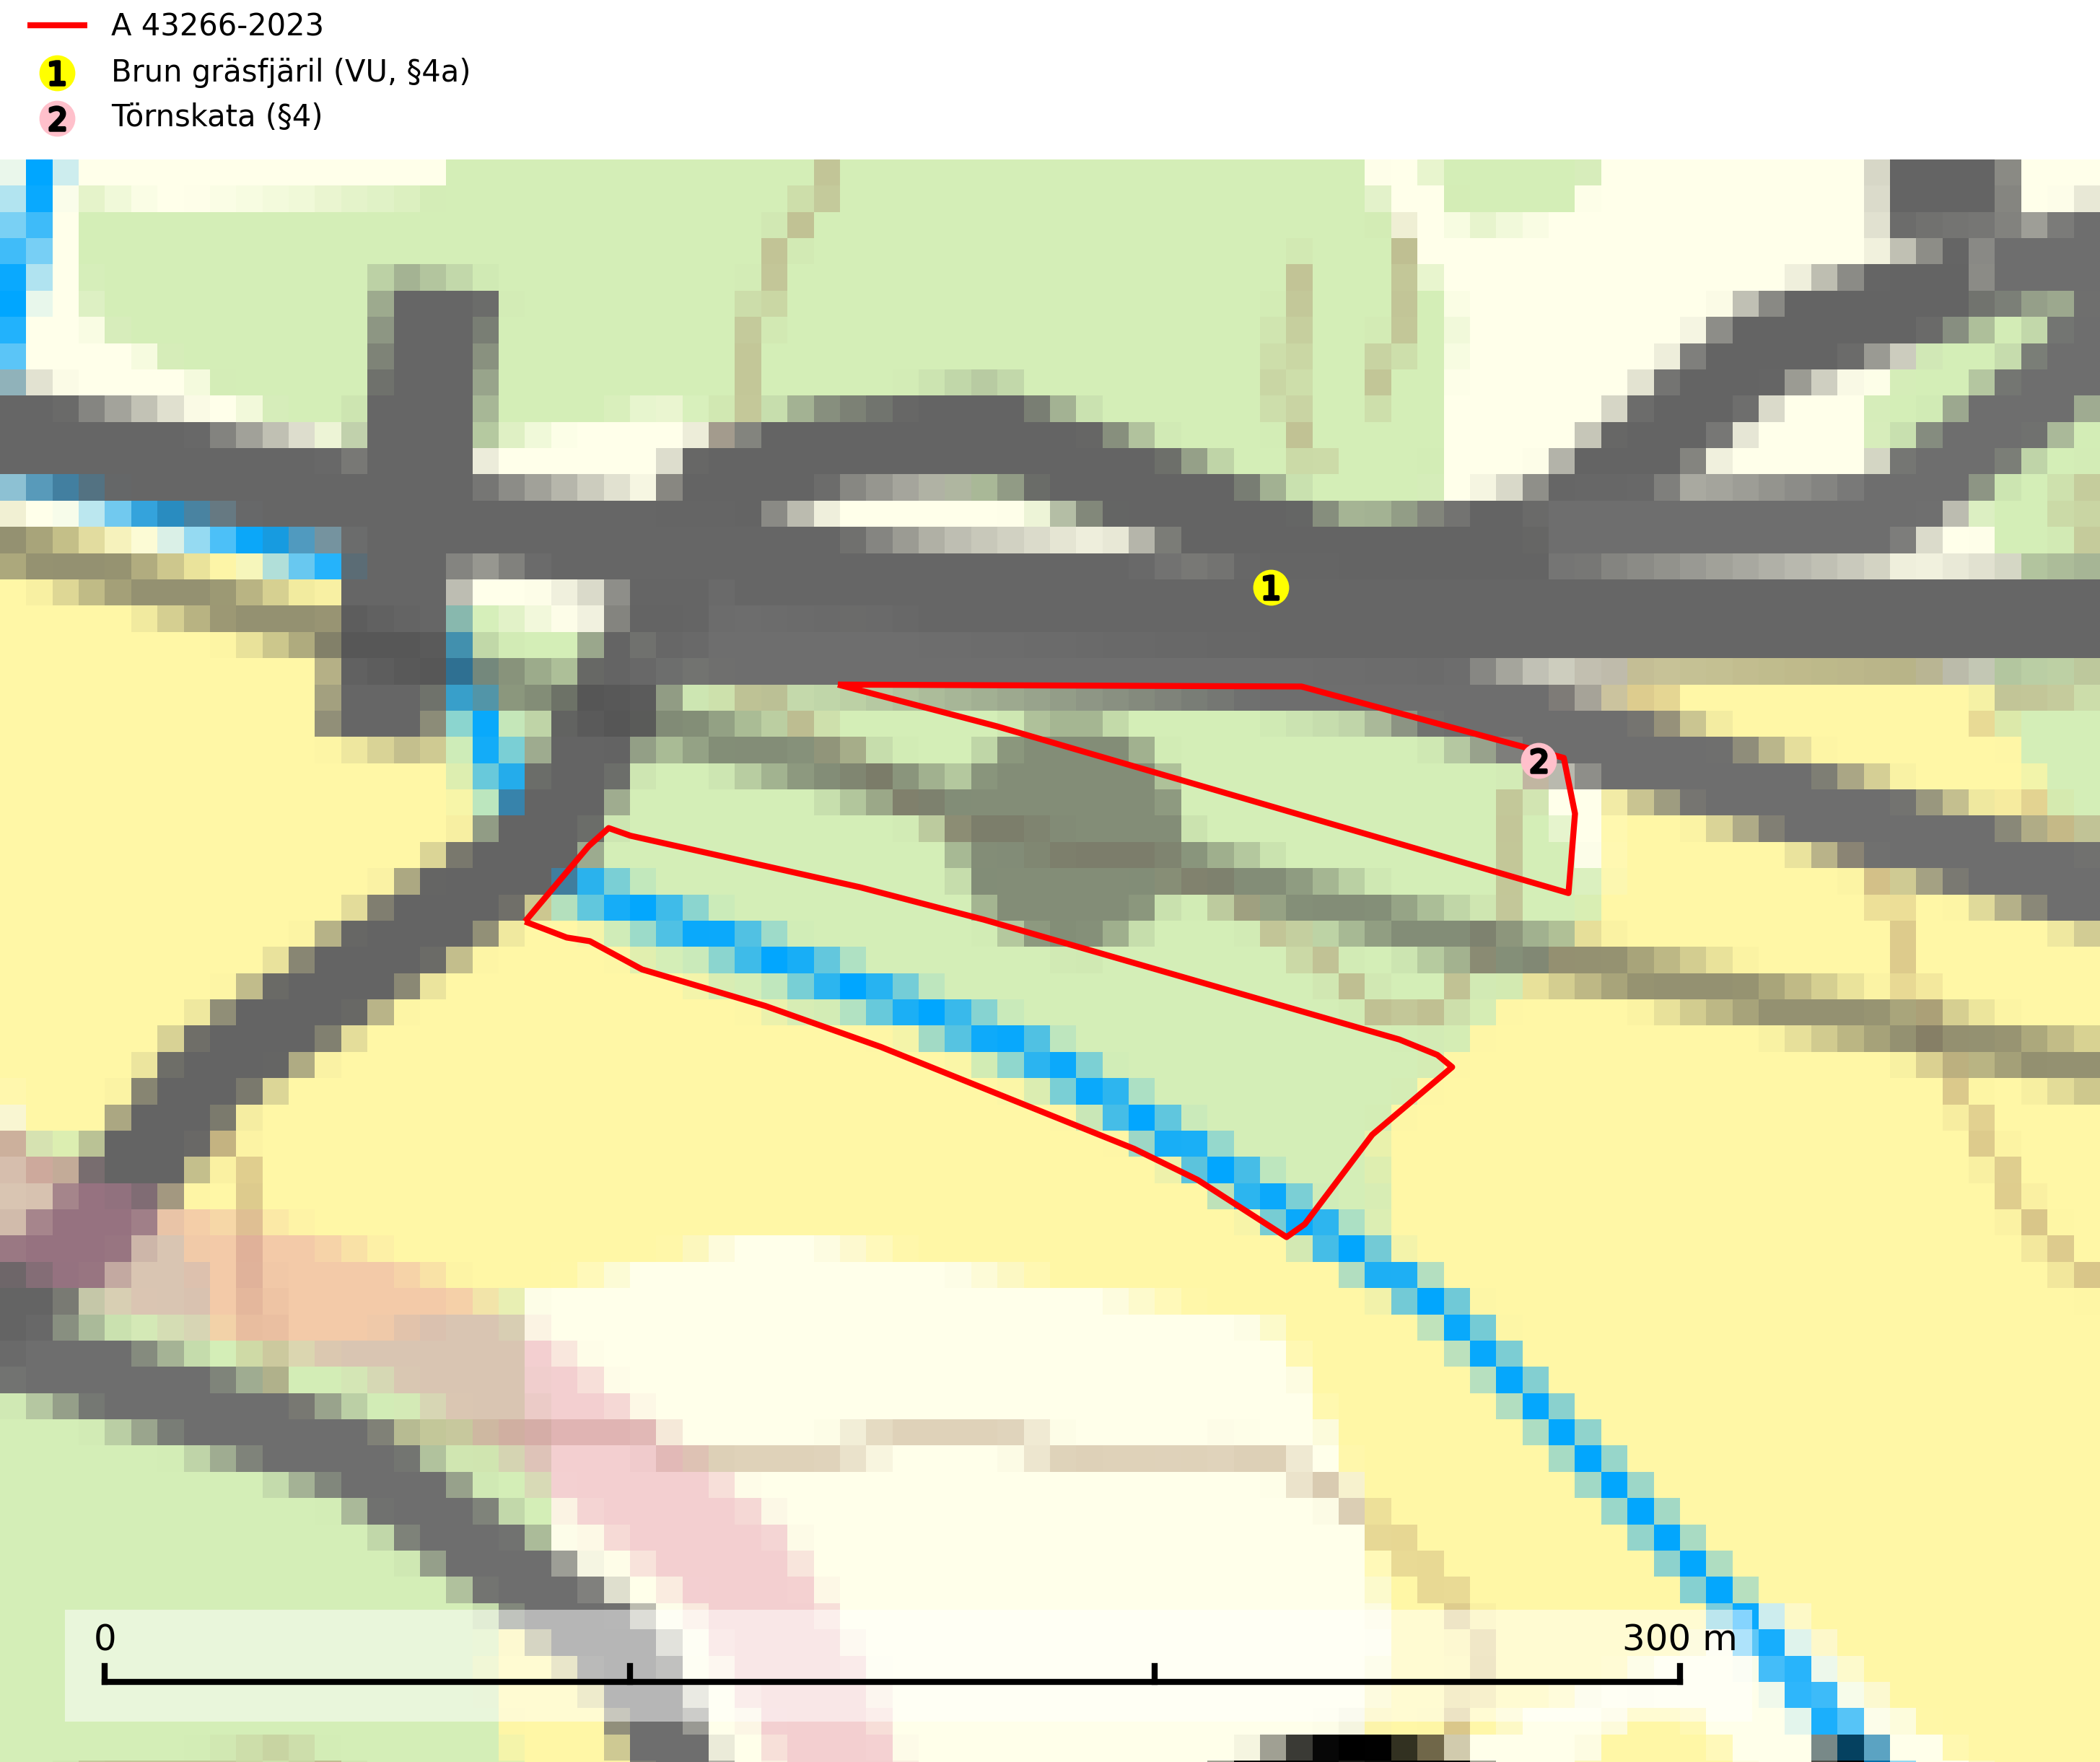 A 43266-2023
1 Brun gräsfjäril (VU, §4a)
2 Törnskata (§4)
1
2
0 300 m